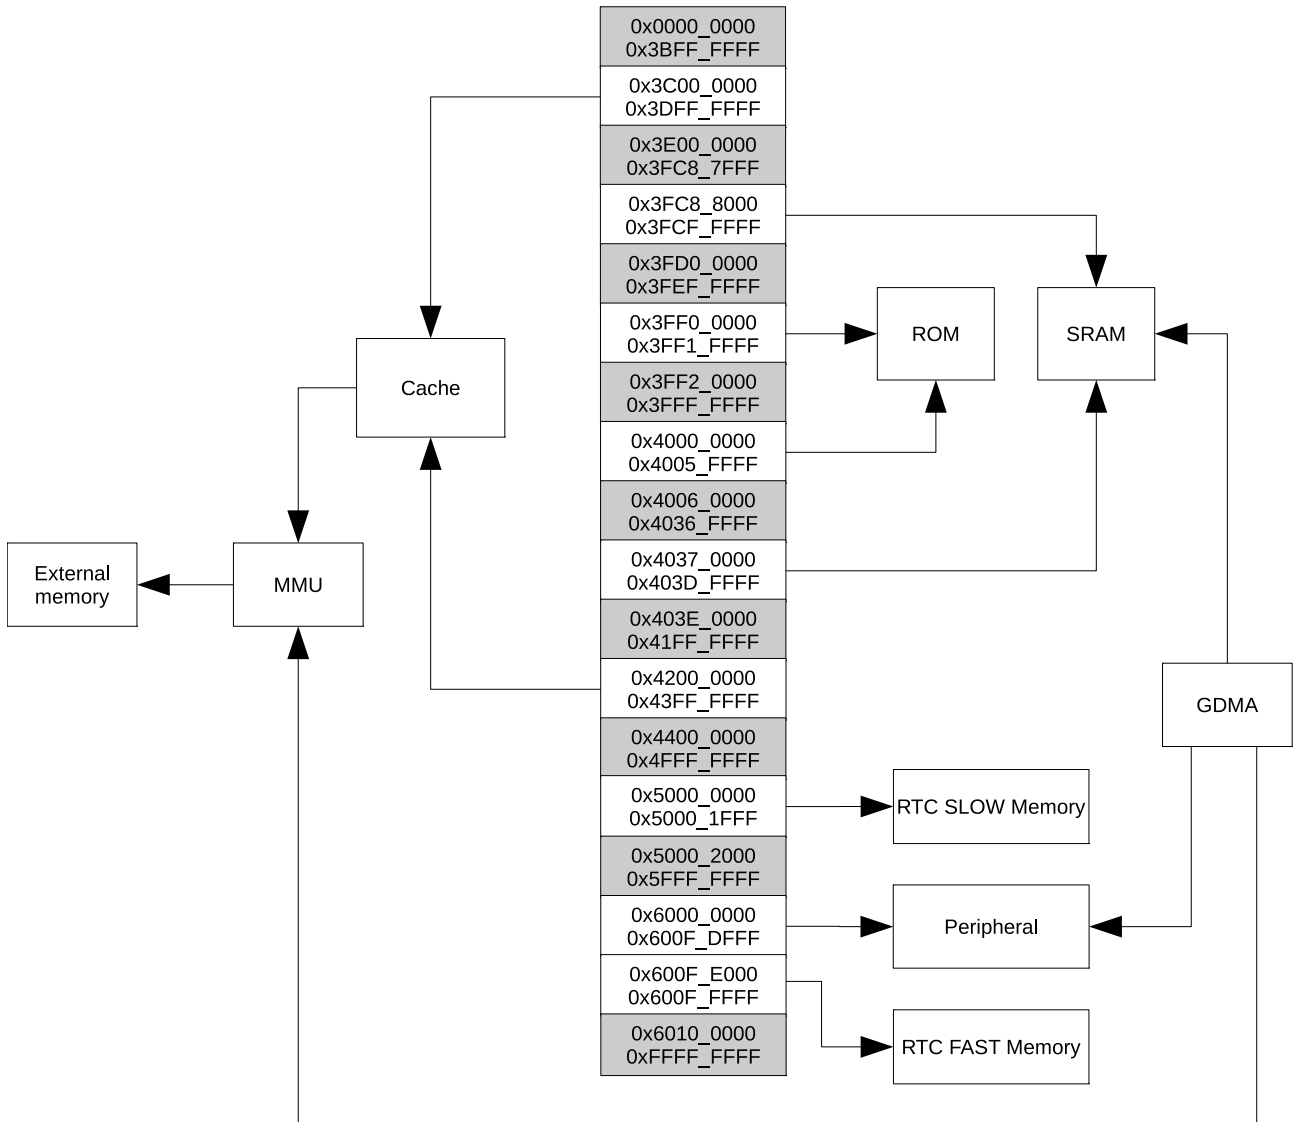 0x0000_0000
0x3BFF_FFFF
0x3C00_0000
0x3DFF_FFFF
0x3E00_0000
0x3FC8_7FFF
0x3FC8_8000
0x3FCF_FFFF
0x3FD0_0000
0x3FEF_FFFF
0x3FF0_0000
0x3FF1_FFFF
0x3FF2_0000
0x3FFF_FFFF
0x4000_0000
0x4005_FFFF
0x4006_0000
0x4036_FFFF
0x4037_0000
0x403D_FFFF
0x403E_0000
0x41FF_FFFF
0x4200_0000
0x43FF_FFFF
0x4400_0000
0x4FFF_FFFF
0x5000_0000
0x5000_1FFF
0x5000_2000
0x5FFF_FFFF
0x6000_0000
0x600F_DFFF
0x600F_E000
0x600F_FFFF
0x6010_0000
0xFFFF_FFFF
Cache
External
memory
MMU
ROM
SRAM
GDMA
RTC SLOW Memory
Peripheral
RTC FAST Memory